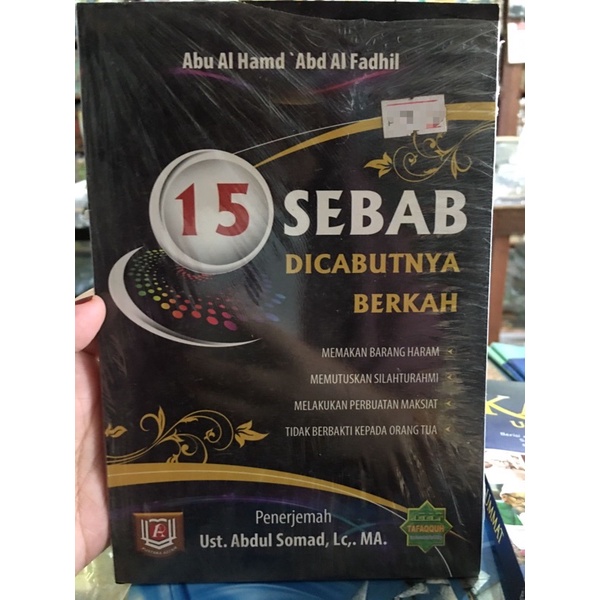 Abu Al Hamd `Abd Al Fadhil
15 SEBAB
DICABUTNYA
BERKAH
MEMAKAN BARANG HARAM
MEMUTUSKAN SILAHTURAHMI
MELAKUKAN PERBUATAN MAKSIAT
TIDAK BERBAKTI KEPADA ORANG TUA
Penerjemah
Ust. Abdul Somad, Lc,. MA.
TAFAQQUH
UMMAT